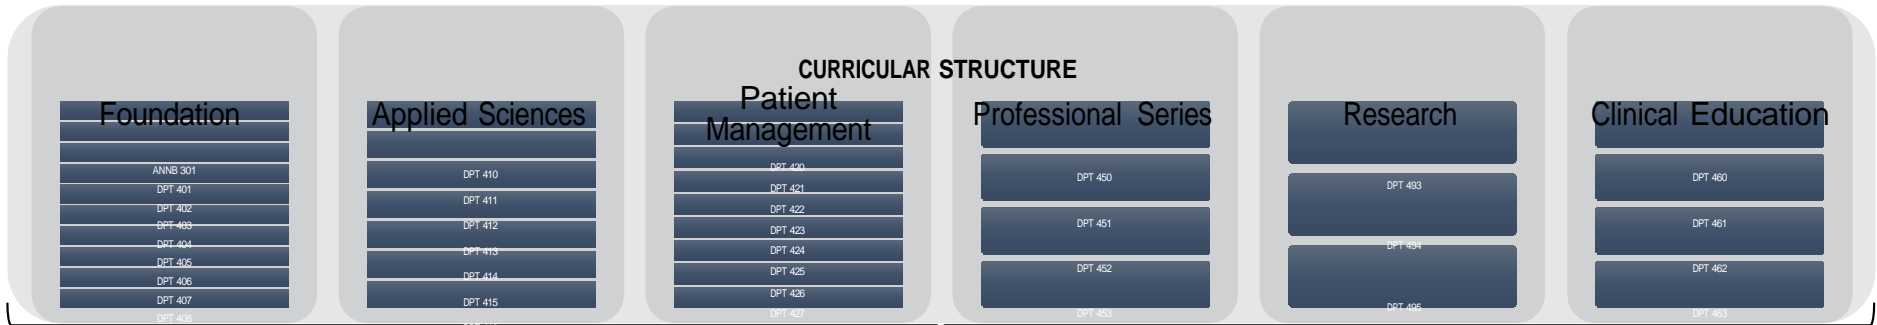 CURRICULAR STRUCTURE
Foundation
ANNB 301
DPT 401
DPT 402
DPT 403
DPT 404
DPT 405
DPT 406
DPT 407
DPT 408
Applied Sciences
DPT 410
DPT 411
DPT 412
DPT 413
DPT 414
DPT 415
Patient
Management
DPT 420
DPT 421
DPT 422
DPT 423
DPT 424
DPT 425
DPT 426
DPT 427
Professional Series
DPT 450
DPT 451
DPT 452
DPT 453
Research
DPT 493
DPT 494
DPT 495
Clinical Education
DPT 460
DPT 461
DPT 462
DPT 463